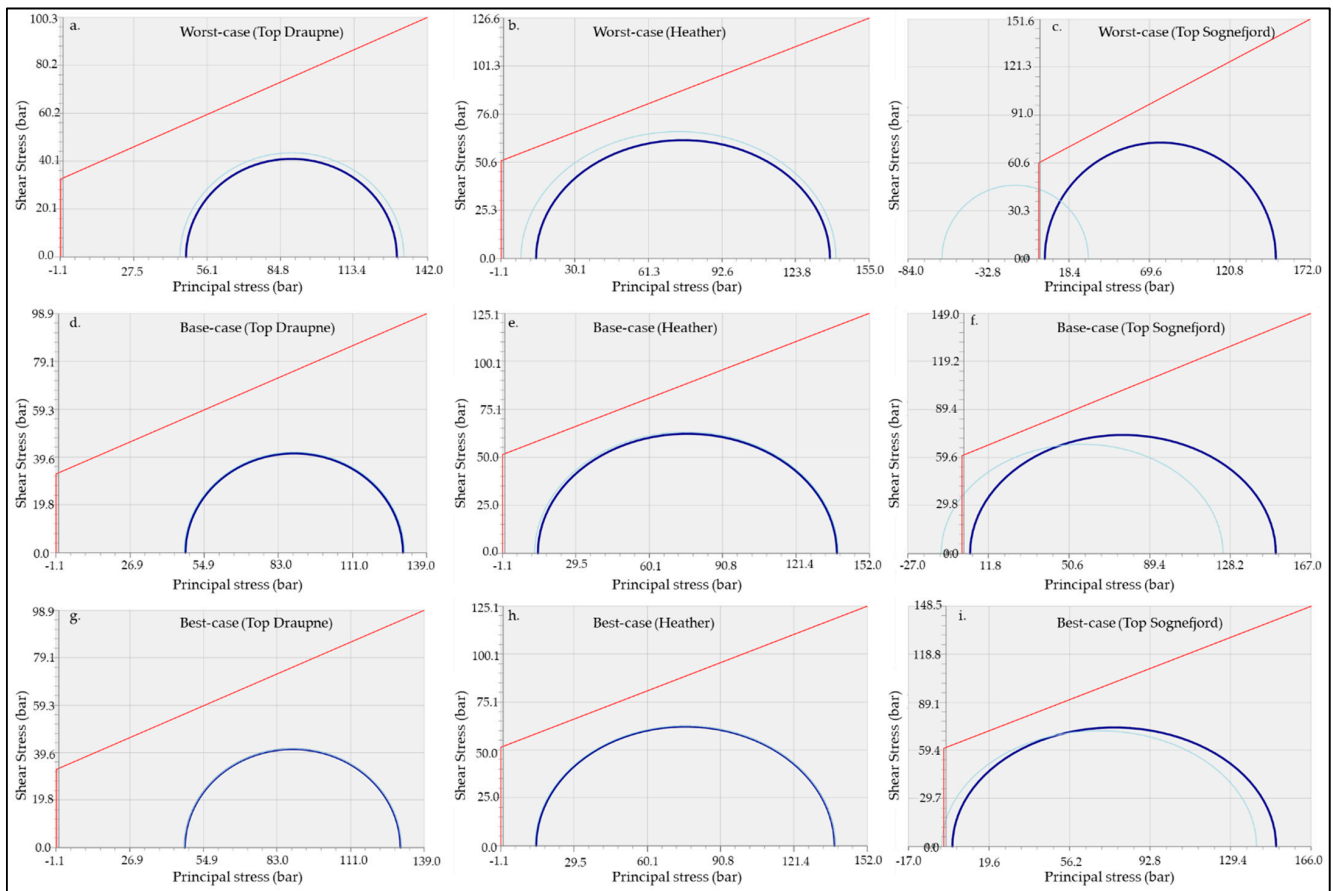 a. Worst-case (Top Draupne)
100.3
80.2
60.2
40.1
20.1
0.0
Shear Stress (bar)
-1.1 27.5 56.1 84.8 113.4 142.0
Principal stress (bar)
b. Worst-case (Heather)
126.6
101.3
76.0
50.6
25.3
0.0
Shear Stress (bar)
-1.1 30.1 61.3 92.6 123.8 155.0
Principal stress (bar)
c. Worst-case (Top Sognefjord)
151.6
121.3
91.0
60.6
30.3
0.0
Shear Stress (bar)
-84.0 -32.8 18.4 69.6 120.8 172.0
Principal stress (bar)
d. Base-case (Top Draupne)
98.9
79.1
59.3
39.6
19.8
0.0
Shear Stress (bar)
-1.1 26.9 54.9 83.0 111.0 139.0
Principal stress (bar)
e. Base-case (Heather)
125.1
100.1
75.1
50.0
25.0
0.0
Shear Stress (bar)
-1.1 29.5 60.1 90.8 121.4 152.0
Principal stress (bar)
f. Base-case (Top Sognefjord)
149.0
119.2
89.4
59.6
29.8
0.0
Shear Stress (bar)
-27.0 11.8 50.6 89.4 128.2 167.0
Principal stress (bar)
g. Best-case (Top Draupne)
98.9
79.1
59.3
39.6
19.8
0.0
Shear Stress (bar)
-1.1 26.9 54.9 83.0 111.0 139.0
Principal stress (bar)
h. Best-case (Heather)
125.1
100.1
75.1
50.0
25.0
0.0
Shear Stress (bar)
-1.1 29.5 60.1 90.8 121.4 152.0
Principal stress (bar)
i. Best-case (Top Sognefjord)
148.5
118.8
89.1
59.4
29.7
0.0
Shear Stress (bar)
-17.0 19.6 56.2 92.8 129.4 166.0
Principal stress (bar)